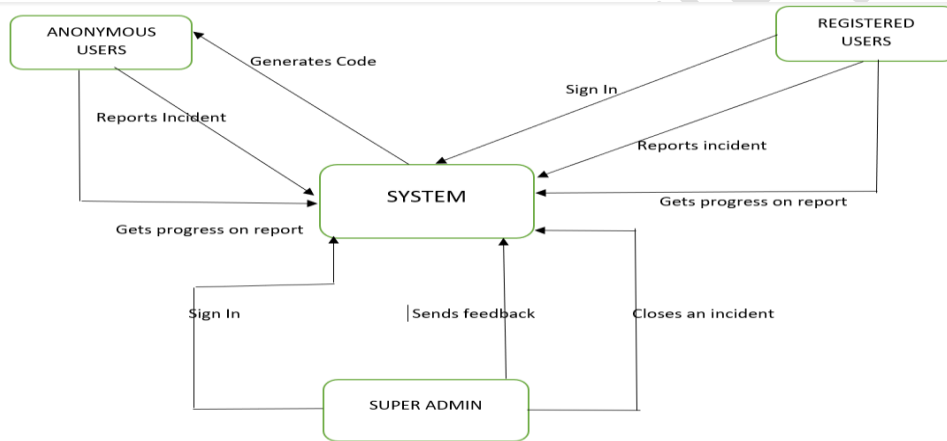 ANONYMOUS
USERS
REGISTERED
USERS
Generates Code
Sign In
Reports Incident
Reports incident
SYSTEM
Gets progress on report
Gets progress on report
Sign In
Sends feedback
Closes an incident
SUPER ADMIN